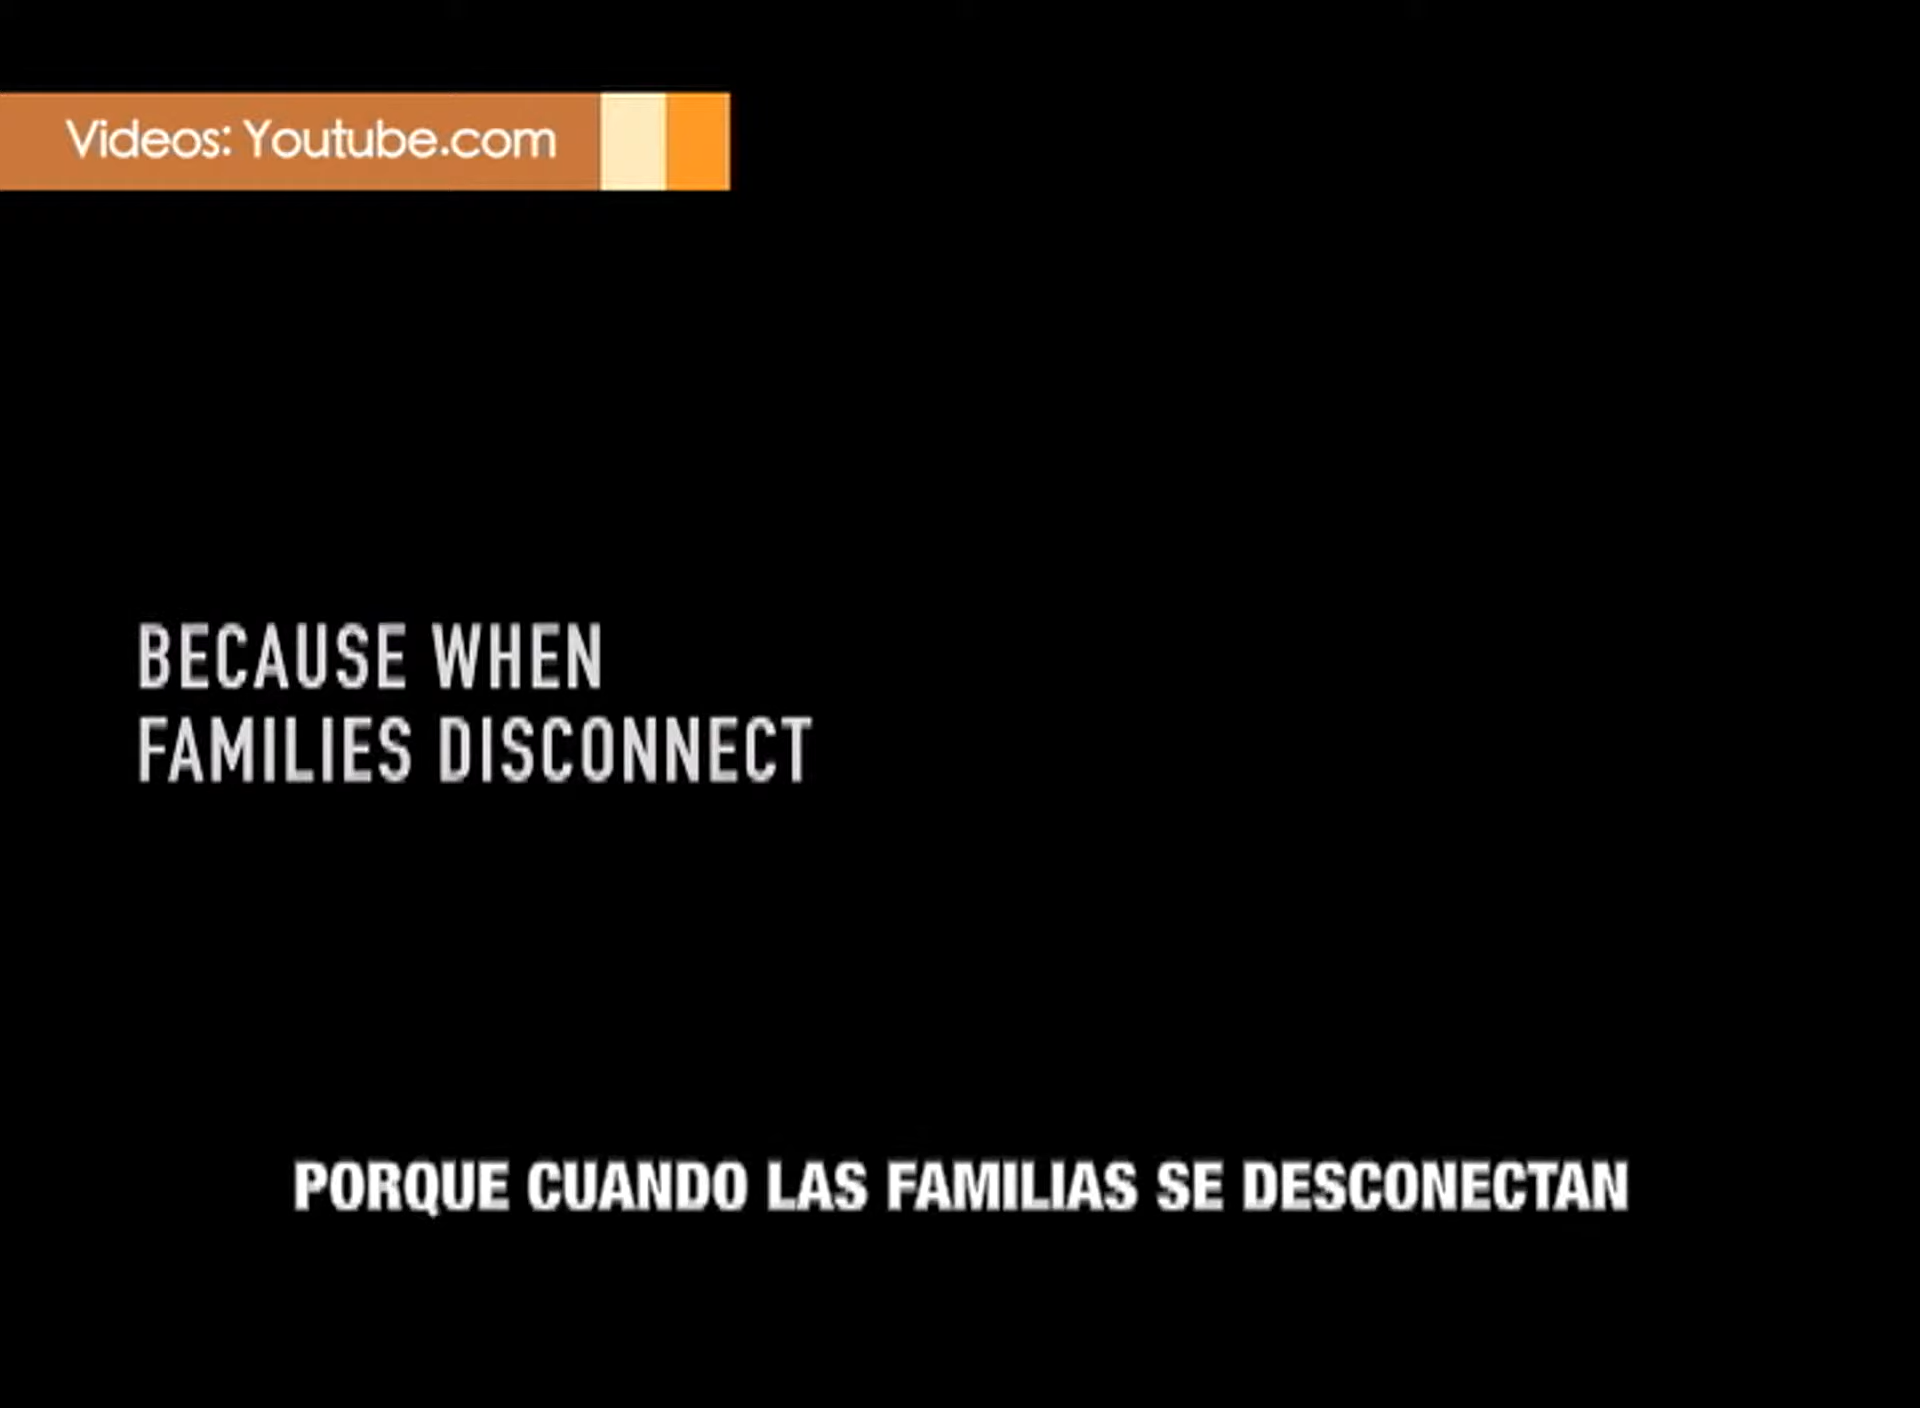 Videos: Youtube.com
BECAUSE WHEN
FAMILIES DISCONNECT
PORQUE CUANDO LAS FAMILIAS SE DESCONECTAN